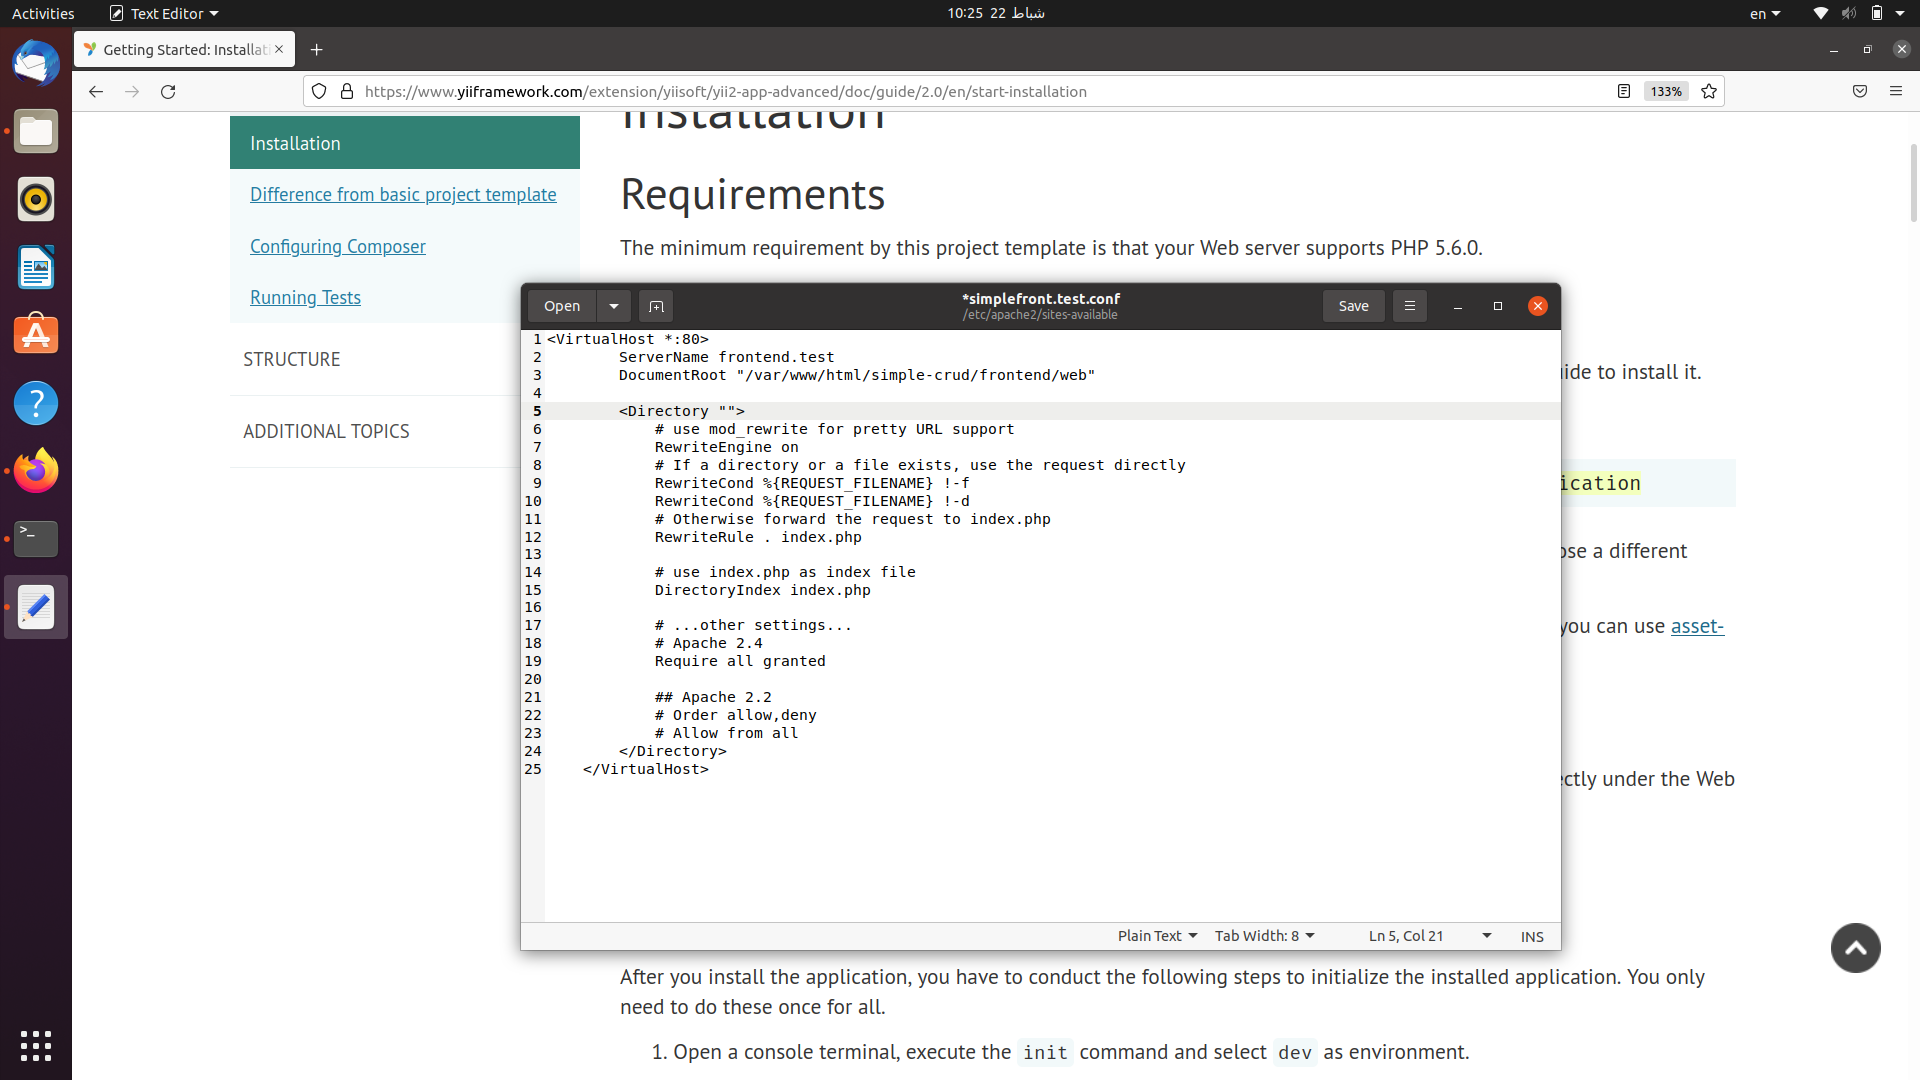 Activities
Text Editor
10:25 22 شباط
en
Getting Started: Installati
https://www.yiiframework.com/extension/yiisoft/yii2-app-advanced/doc/guide/2.0/en/start-installation
133%
Installation
Difference from basic project template
Configuring Composer
Running Tests
STRUCTURE
ADDITIONAL TOPICS
Installation
Requirements
The minimum requirement by this project template is that your Web server supports PHP 5.6.0.
ide to install it.
ication
ose a different
you can use asset-
ctly under the Web
Open
*simplefront.test.conf
/etc/apache2/sites-available
Save
1 <VirtualHost *:80>
2 ServerName frontend.test
3 DocumentRoot "/var/www/html/simple-crud/frontend/web"
4
5 <Directory "">
6 # use mod_rewrite for pretty URL support
7 RewriteEngine on
8 # If a directory or a file exists, use the request directly
9 RewriteCond %{REQUEST_FILENAME} !-f
10 RewriteCond %{REQUEST_FILENAME} !-d
11 # Otherwise forward the request to index.php
12 RewriteRule . index.php
13
14 # use index.php as index file
15 DirectoryIndex index.php
16
17 # ...other settings...
18 # Apache 2.4
19 Require all granted
20
21 ## Apache 2.2
22 # Order allow,deny
23 # Allow from all
24 </Directory>
25 </VirtualHost>
Plain Text
Tab Width: 8
Ln 5, Col 21
INS
After you install the application, you have to conduct the following steps to initialize the installed application. You only
need to do these once for all.
1. Open a console terminal, execute the init command and select dev as environment.